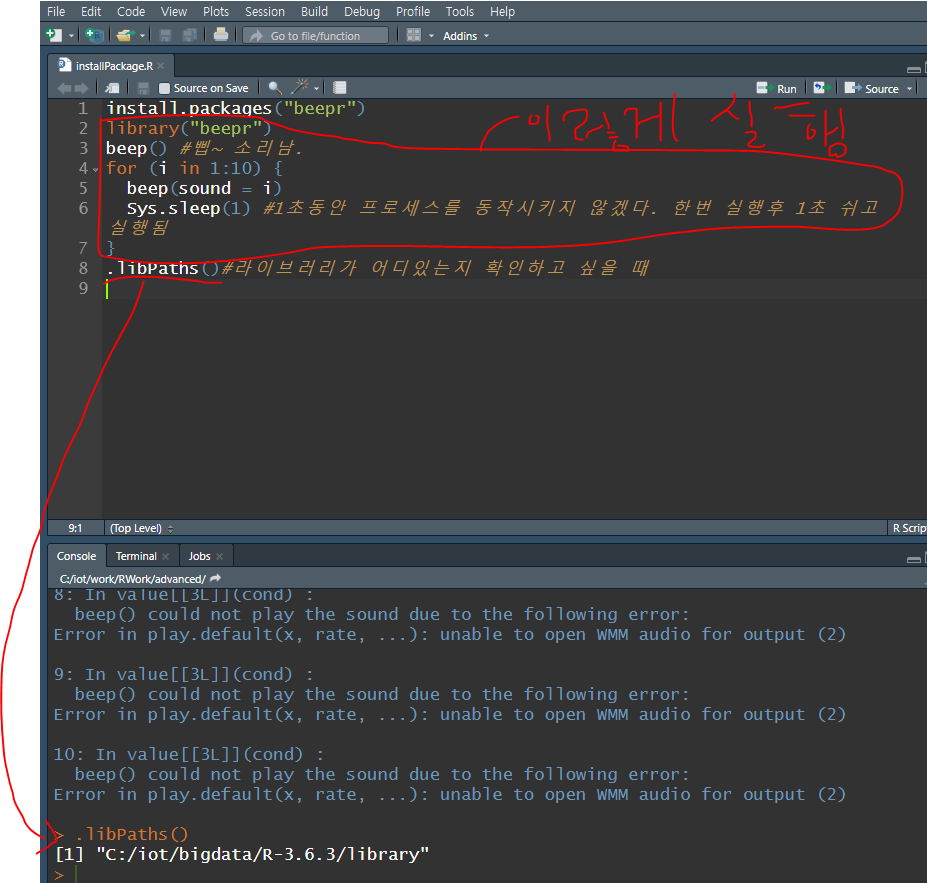 File Edit Code View Plots Session Build Debug Profile Tools Help
Go to file/function Addins
installPackage.R
Source on Save Run Source
1 install.packages("beepr")
이렇게 실행
2 library("beepr")
3 beep() #삡~ 소리남.
4 for (i in 1:10) {
5 beep(sound = i)
6 Sys.sleep(1) #1초동안 프로세스를 동작시키지 않겠다. 한번 실행후 1초 쉬고
실행됨
7 }
8 .libPaths()#라이브러리가 어디있는지 확인하고 싶을 때
9
9:1 (Top Level) R Scrip
Console Terminal Jobs
C:/iot/work/RWork/advanced/
8: In value[[3L]](cond) :
beep() could not play the sound due to the following error:
Error in play.default(x, rate, ...): unable to open WMM audio for output (2)
9: In value[[3L]](cond) :
beep() could not play the sound due to the following error:
Error in play.default(x, rate, ...): unable to open WMM audio for output (2)
10: In value[[3L]](cond) :
beep() could not play the sound due to the following error:
Error in play.default(x, rate, ...): unable to open WMM audio for output (2)
> .libPaths()
[1] "C:/iot/bigdata/R-3.6.3/library"
>